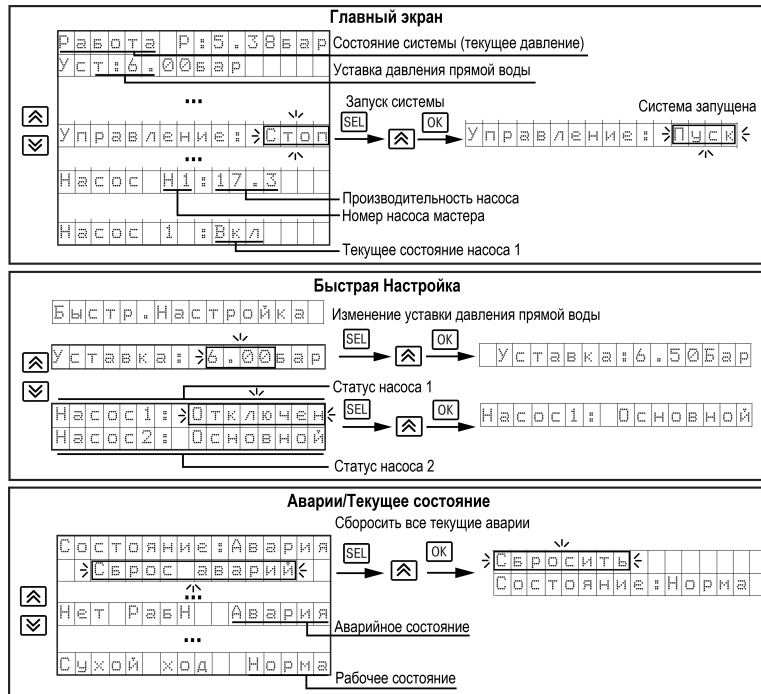 Главный экран
Работа Р:5.38бар
Состояние системы (текущее давление)
Уст:6.00бар
Уставка давления прямой воды
...
Запуск системы
Система запущена
Управление: Стоп
SEL
OK
Управление: Пуск
...
Насос Н1:17.3
Производительность насоса
Номер насоса мастера
Насос 1 :Вкл
Текущее состояние насоса 1
Быстрая Настройка
Быстр.Настройка
Изменение уставки давления прямой воды
Уставка: 6.00бар
SEL
OK
Уставка:6.50Бар
Статус насоса 1
Насос1: Отключен
SEL
OK
Насос1: Основной
Насос2: Основной
Статус насоса 2
Аварии/Текущее состояние
Сборосить все текущие аварии
Состояние:Авария
SEL
OK
Сбросить
Сброс аварий
Состояние:Норма
...
Нет РабН Авария
Аварийное состояние
...
Сухой ход Норма
Рабочее состояние